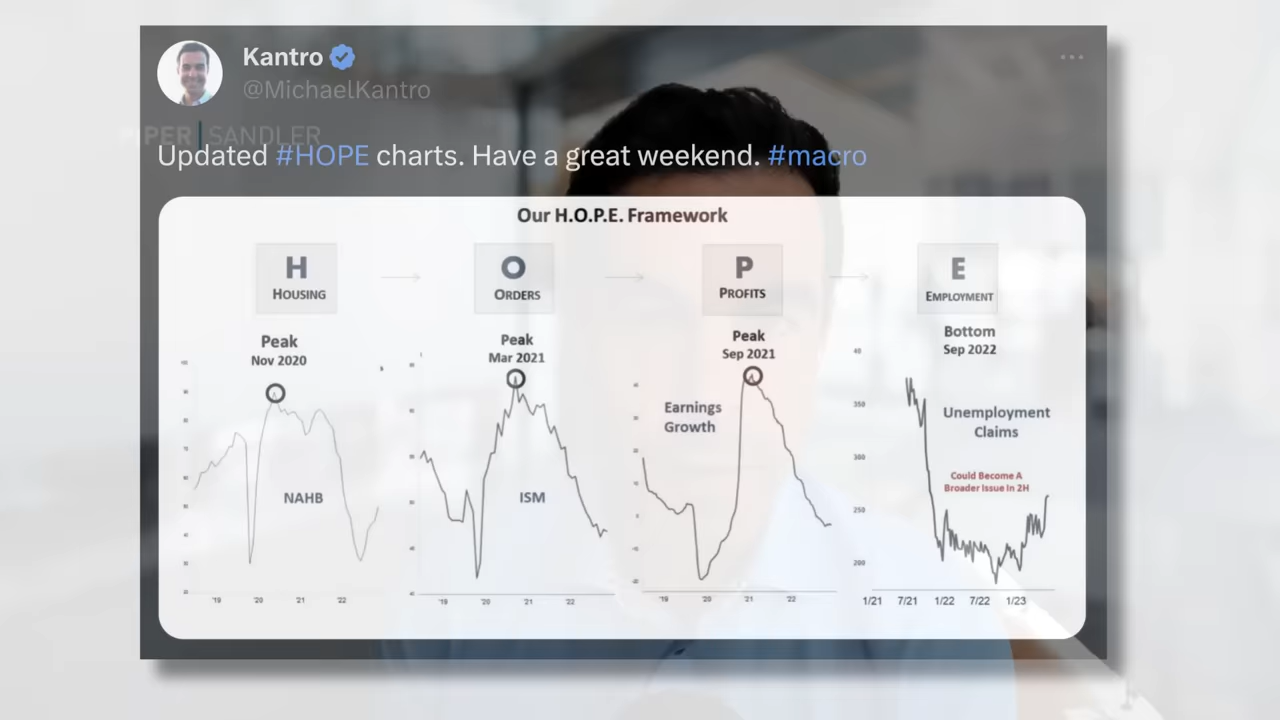 Kantro
@MichaelKantro
PIPER | SANDLER
Updated #HOPE charts. Have a great weekend. #macro
Our H.O.P.E. Framework
H
HOUSING
O
ORDERS
P
PROFITS
E
EMPLOYMENT
Peak
Nov 2020
Peak
Mar 2021
Peak
Sep 2021
Bottom
Sep 2022
NAHB
ISM
Earnings
Growth
Unemployment
Claims
Could Become A
Broader Issue In 2H
350
300
250
200
'19 '20 '21 '22
'19 '20 '21 '22
'19 '20 '21 '22
1/21 7/21 1/22 7/22 1/23